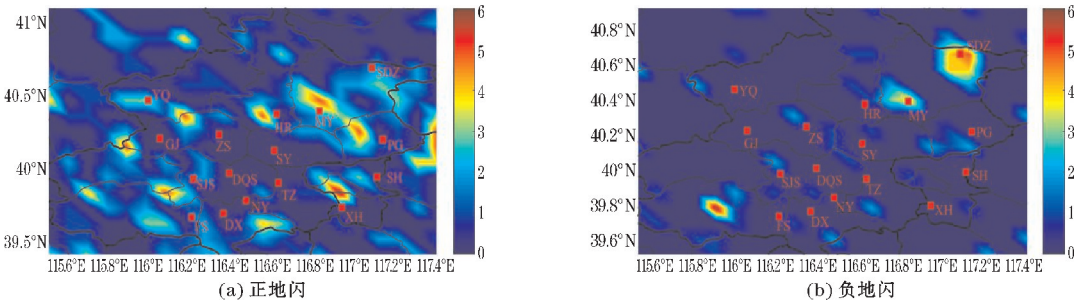 (a)
41°N
40.5°N
40°N
39.5°N
115.6°E 115.8°E 116°E 116.2°E 116.4°E 116.6°E 116.8°E 117°E 117.2°E 117.4°E
6
5
4
3
2
1
0
SDZ
YQ
HR
MY
GJ
ZS
SY
PG
SJS
DQS
TZ
SH
NY
FS
DX
XH
(a) 正地闪
(b)
40.8°N
40.6°N
40.4°N
40.2°N
40°N
39.8°N
39.6°N
115.6°E 115.8°E 116°E 116.2°E 116.4°E 116.6°E 116.8°E 117°E 117.2°E 117.4°E
6
5
4
3
2
1
0
SDZ
YQ
HR
MY
GJ
ZS
SY
PG
SJS
DQS
TZ
SH
NY
FS
DX
XH
(b) 负地闪